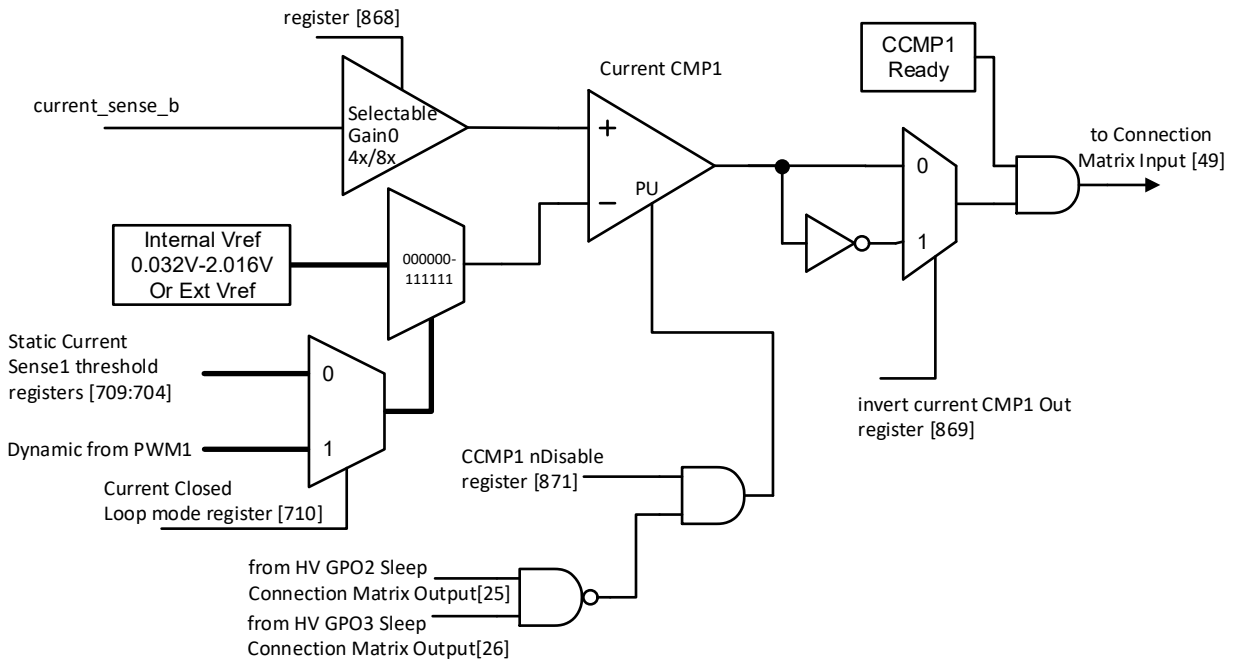 register [868]
current_sense_b
Selectable
Gain0
4x/8x
Current CMP1
+
−
PU
CCMP1
Ready
0
1
to Connection
Matrix Input [49]
Internal Vref
0.032V-2.016V
Or Ext Vref
000000-
111111
Static Current
Sense1 threshold
registers [709:704]
0
1
Dynamic from PWM1
Current Closed
Loop mode register [710]
invert current CMP1 Out
register [869]
CCMP1 nDisable
register [871]
from HV GPO2 Sleep
Connection Matrix Output[25]
from HV GPO3 Sleep
Connection Matrix Output[26]